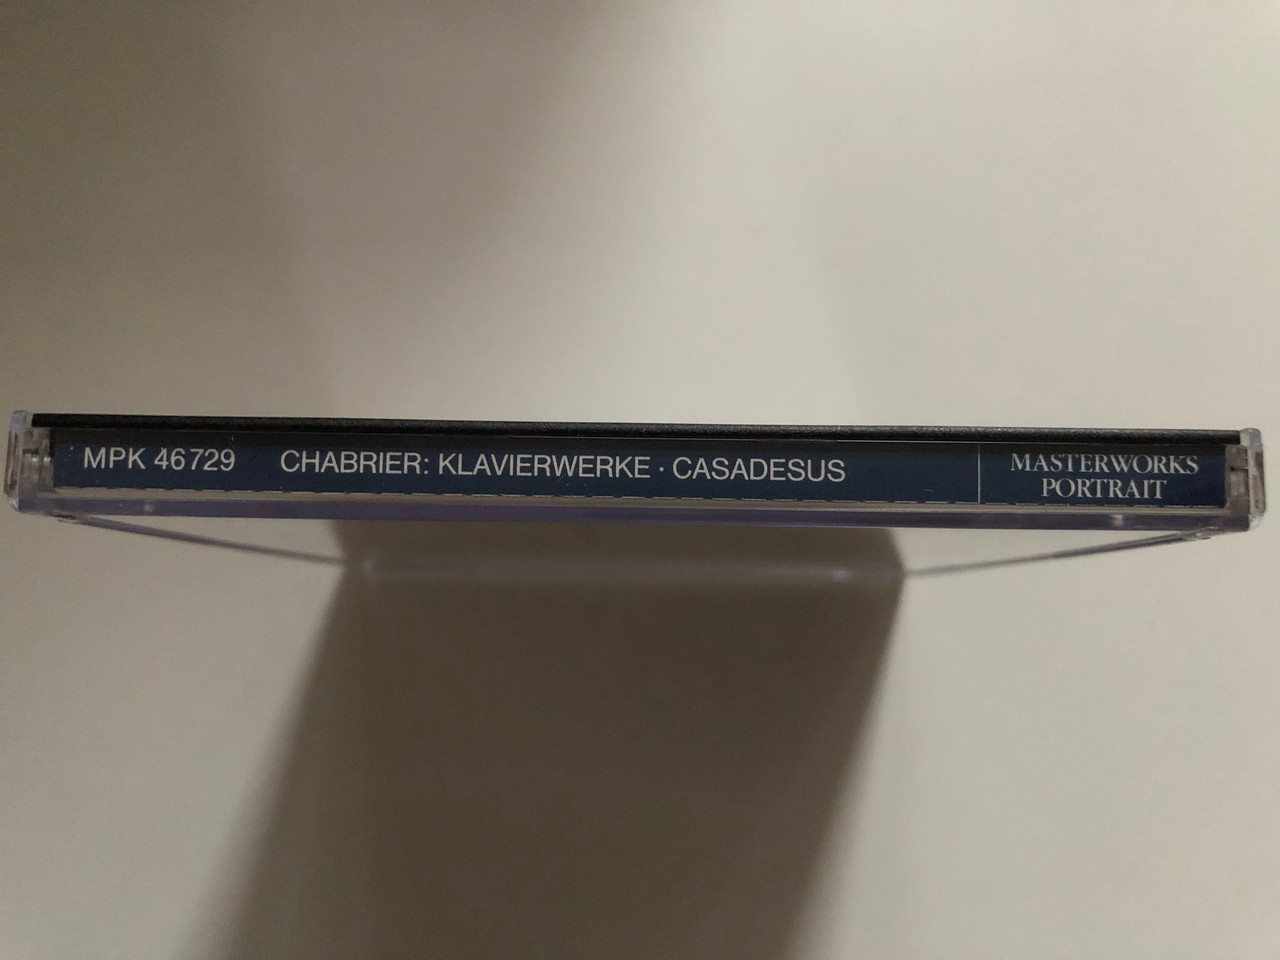 MPK 46729 CHABRIER: KLAVIERWERKE · CASADESUS
MASTERWORKS
PORTRAIT